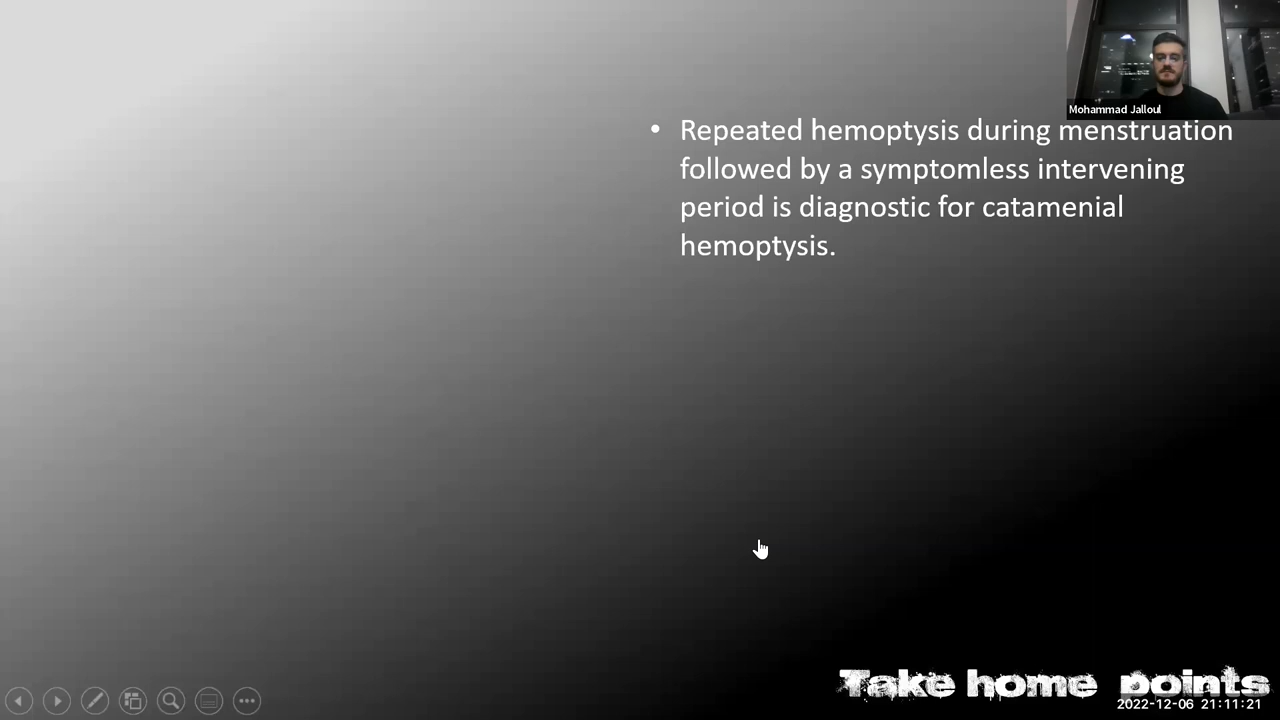 Mohammad Jalloul
• Repeated hemoptysis during menstruation
followed by a symptomless intervening
period is diagnostic for catamenial
hemoptysis.
Take home points
2022-12-06 21:11:21